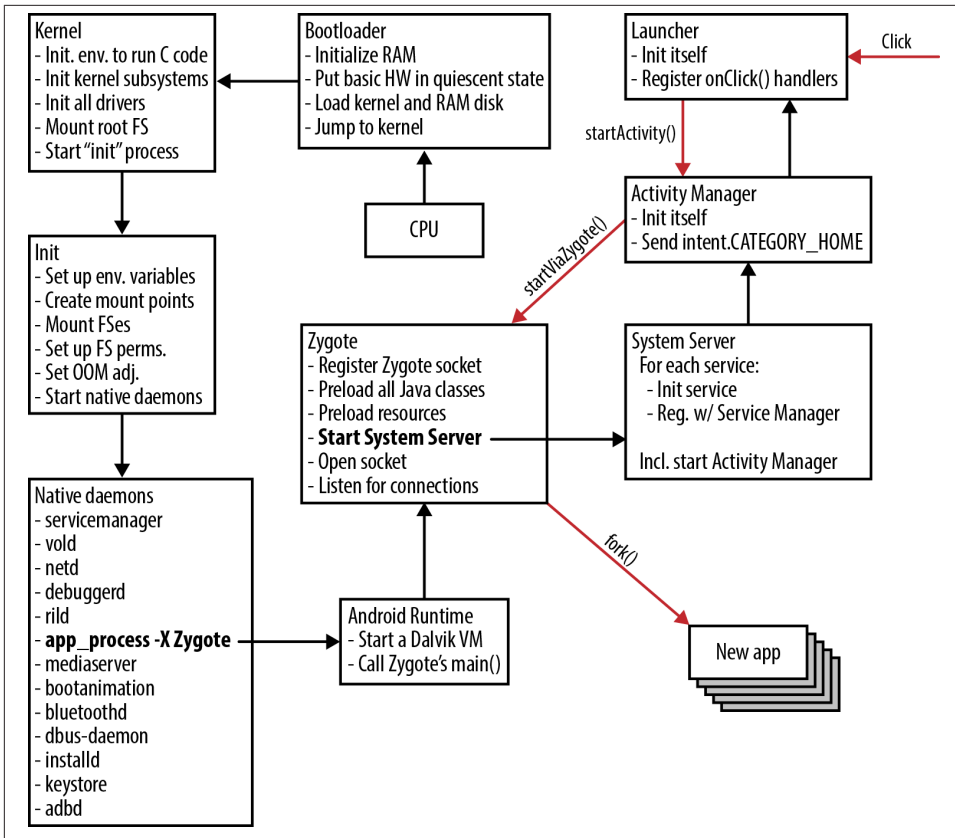 Kernel
- Init. env. to run C code
- Init kernel subsystems
- Init all drivers
- Mount root FS
- Start “init” process
Bootloader
- Initialize RAM
- Put basic HW in quiescent state
- Load kernel and RAM disk
- Jump to kernel
CPU
Launcher
- Init itself
- Register onClick() handlers
Click
startActivity()
Activity Manager
- Init itself
- Send intent.CATEGORY_HOME
startViaZygote()
Init
- Set up env. variables
- Create mount points
- Mount FSes
- Set up FS perms.
- Set OOM adj.
- Start native daemons
Zygote
- Register Zygote socket
- Preload all Java classes
- Preload resources
- Start System Server
- Open socket
- Listen for connections
System Server
For each service:
- Init service
- Reg. w/ Service Manager
Incl. start Activity Manager
Native daemons
- servicemanager
- vold
- netd
- debuggerd
- rild
- app_process -X Zygote
- mediaserver
- bootanimation
- bluetoothd
- dbus-daemon
- installd
- keystore
- adbd
Android Runtime
- Start a Dalvik VM
- Call Zygote’s main()
fork()
New app